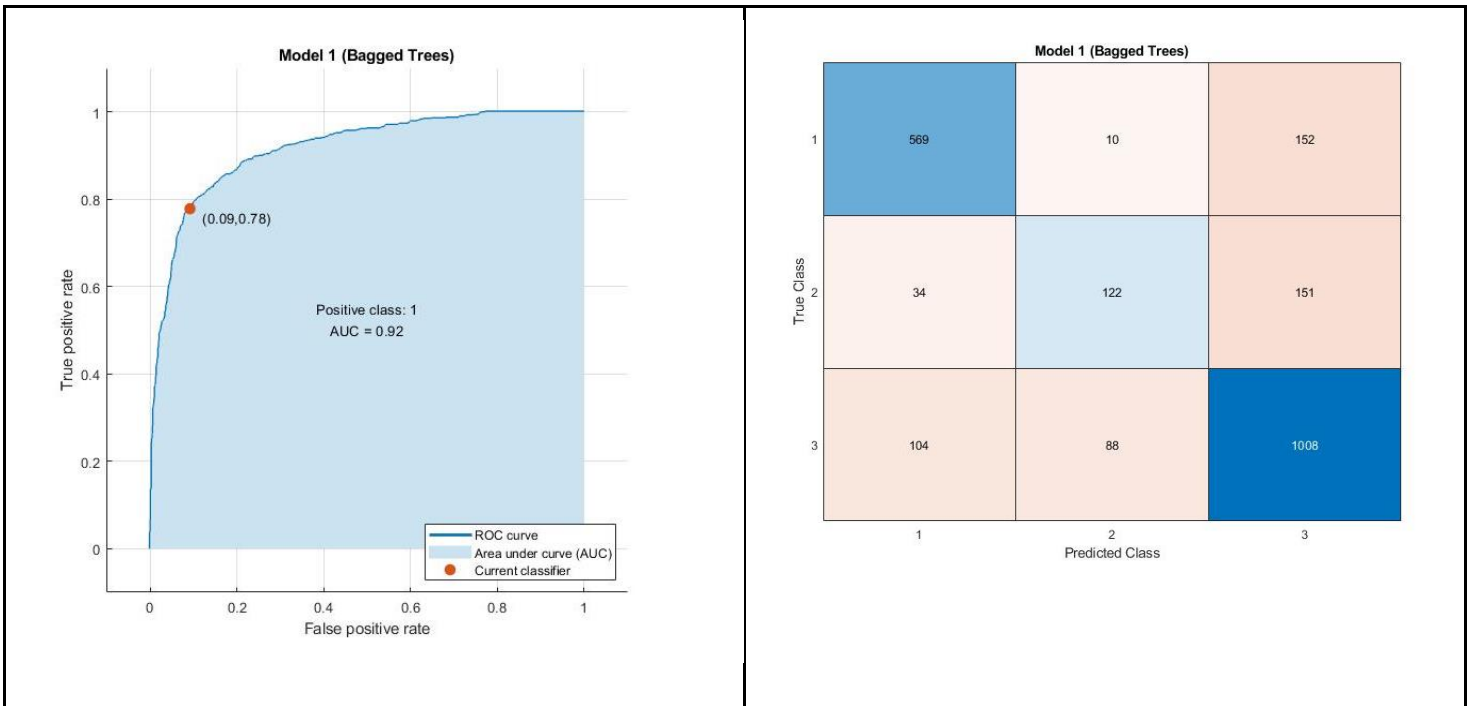 Model 1 (Bagged Trees)
1
0.8
0.6
0.4
0.2
0
True positive rate
(0.09,0.78)
Positive class: 1
AUC = 0.92
ROC curve
Area under curve (AUC)
Current classifier
0 0.2 0.4 0.6 0.8 1
False positive rate
Model 1 (Bagged Trees)
True Class
1 569 10 152
2 34 122 151
3 104 88 1008
1 2 3
Predicted Class